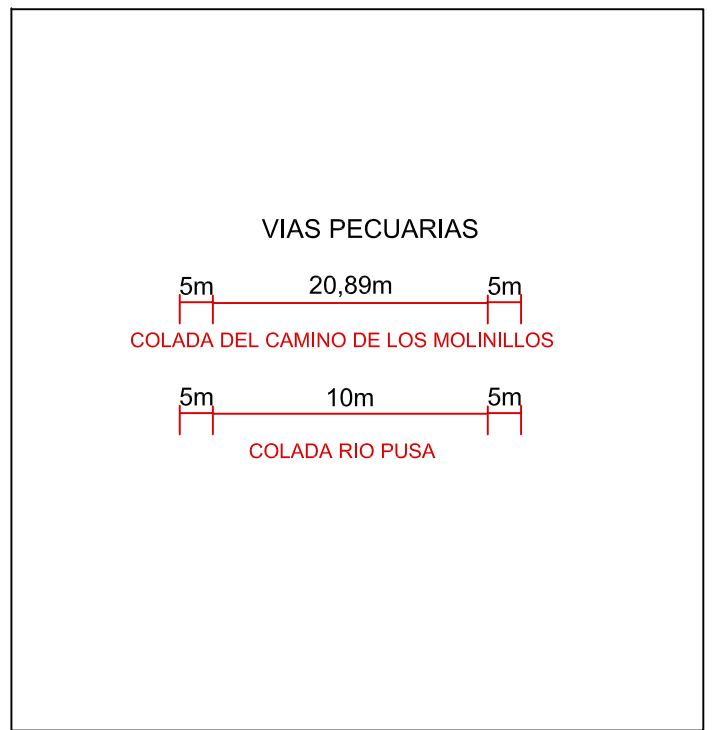 VIAS PECUARIAS
5m 20,89m 5m
COLADA DEL CAMINO DE LOS MOLINILLOS
5m 10m 5m
COLADA RIO PUSA